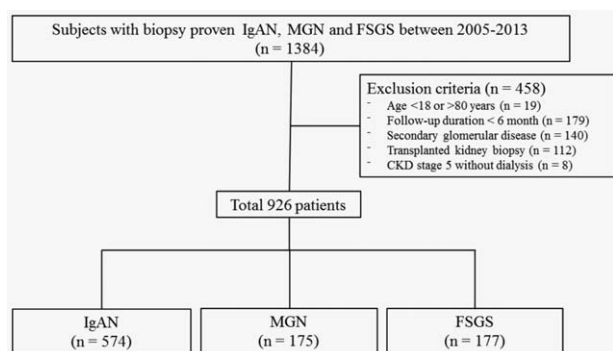 Subjects with biopsy proven IgAN, MGN and FSGS between 2005-2013
(n = 1384)
Exclusion criteria (n = 458)
- Age <18 or >80 years (n = 19)
- Follow-up duration < 6 month (n = 179)
- Secondary glomerular disease (n = 140)
- Transplanted kidney biopsy (n = 112)
- CKD stage 5 without dialysis (n = 8)
Total 926 patients
IgAN
(n = 574)
MGN
(n = 175)
FSGS
(n = 177)